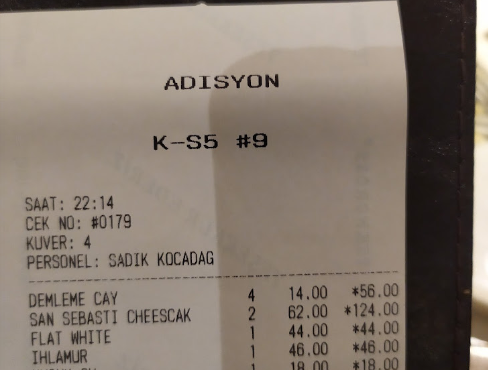 ADISYON
K-S5 #9
SAAT: 22:14
CEK NO: #0179
KUVER: 4
PERSONEL: SADIK KOCADAG
DEMLEME CAY 4 14.00 *56.00
SAN SEBASTI CHEESCAK 2 62.00 *124.00
FLAT WHITE 1 44.00 *44.00
IHLAMUR 1 46.00 *46.00
1 18.00 *18.00